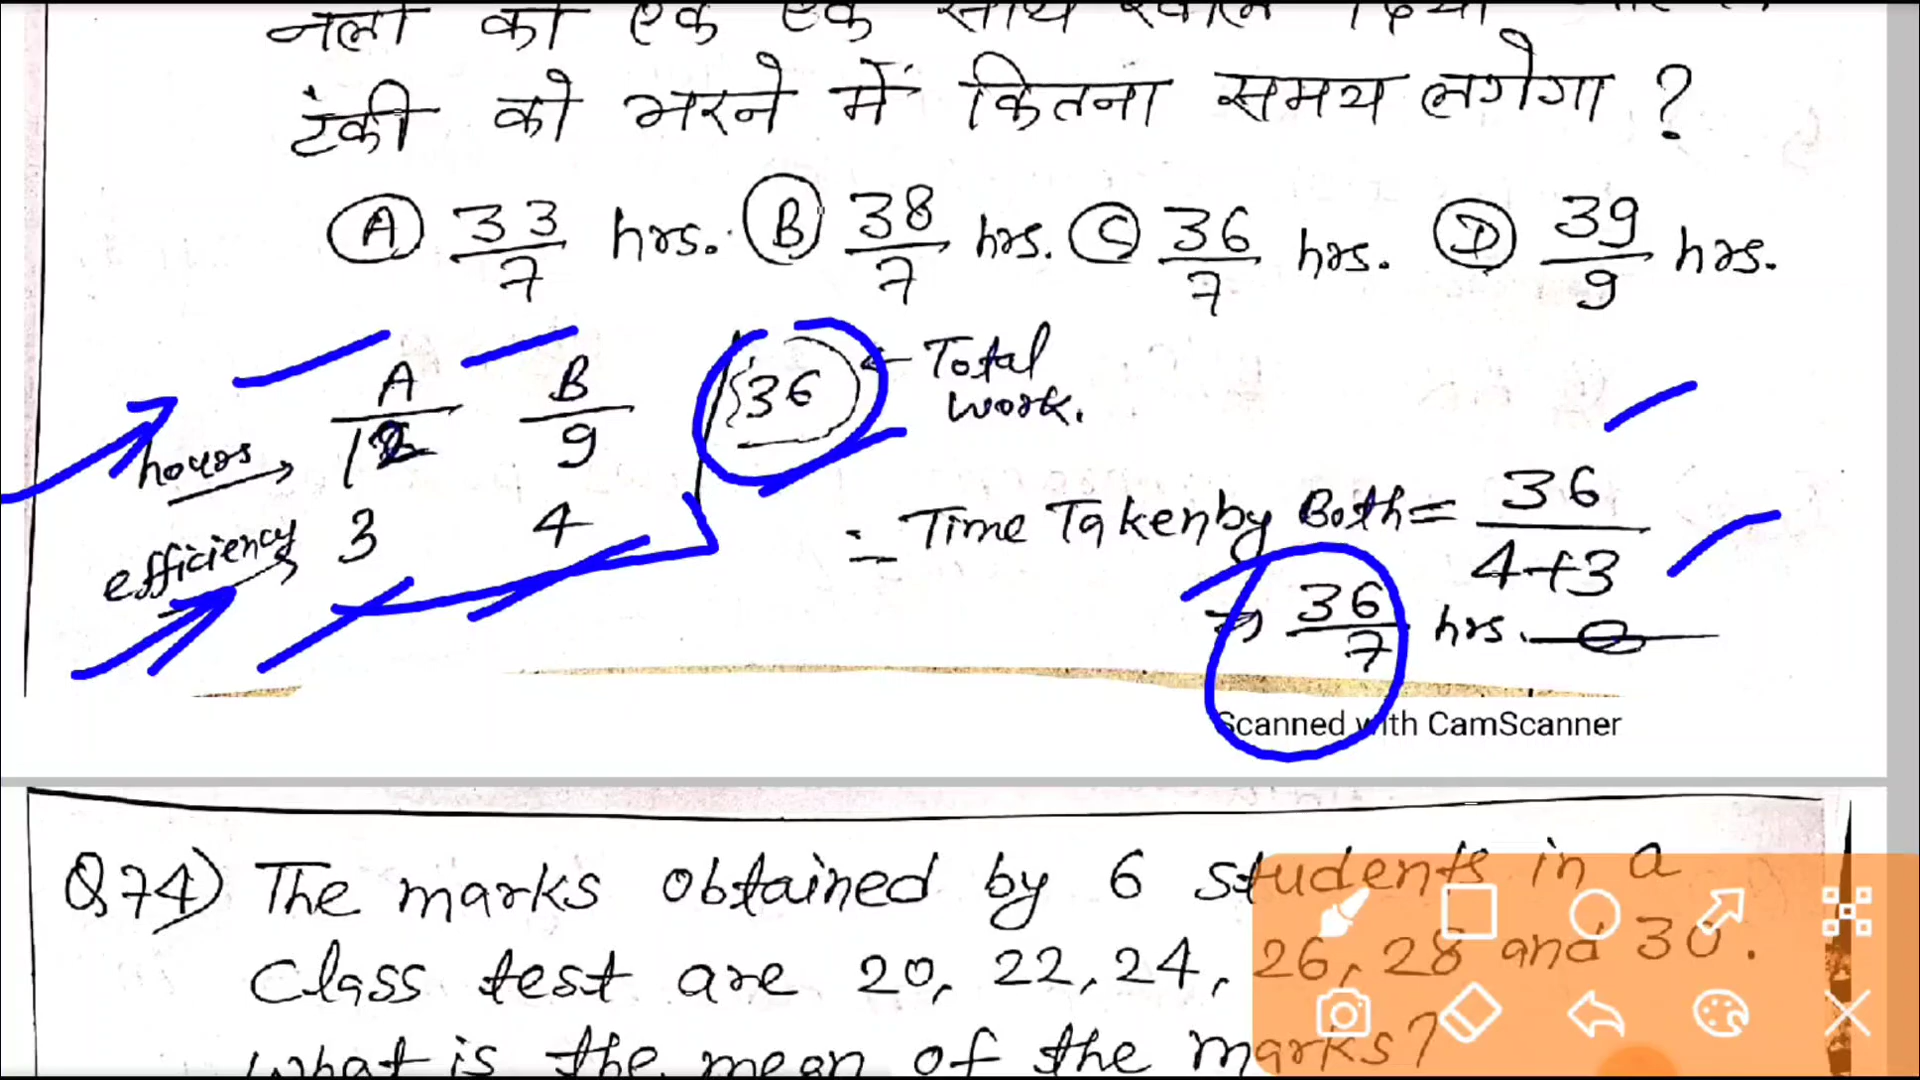 नलों को एक एक साथ खोल दिया
टंकी को भरने में कितना समय लगेगा ?
(A) 33/7 hrs. (B) 38/7 hrs. (C) 36/7 hrs. (D) 39/9 hrs.
A B 36 ← Total work.
hours → 12 9
efficiency → 3 4
= Time Taken by Both = 36/4+3
⇒ 36/7 hrs.
Scanned with CamScanner
Q74) The marks obtained by 6 students in a
Class test are 20, 22, 24, 26, 28 and 30.
what is the mean of the marks?